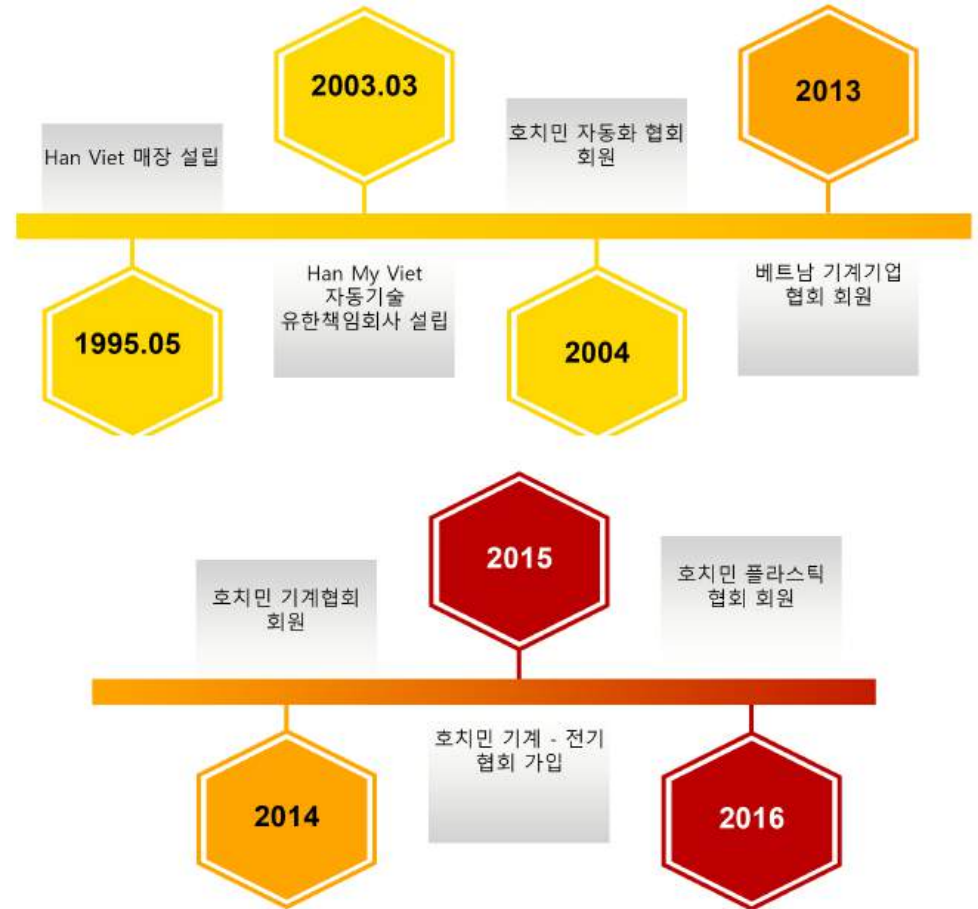 1995.05
Han Viet 매장 설립
2003.03
Han My Viet
자동기술
유한책임회사 설립
2004
호치민 자동화 협회
회원
2013
베트남 기계기업
협회 회원
2014
호치민 기계협회
회원
2015
호치민 기계 - 전기
협회 가입
2016
호치민 플라스틱
협회 회원